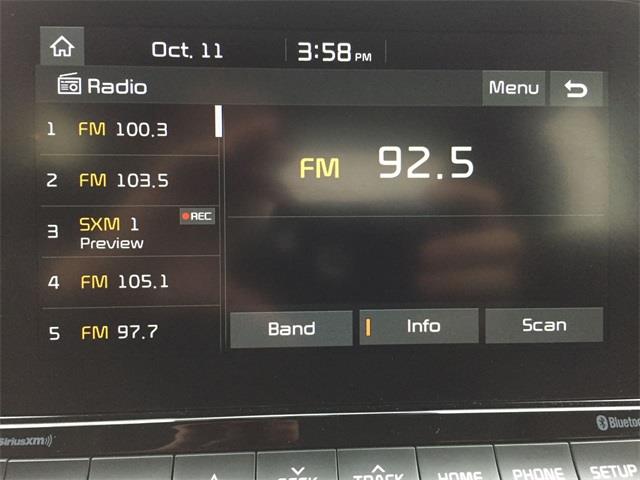 Oct. 11 3:58 PM
Radio Menu
1 FM 100.3
2 FM 103.5
3 SXM 1 REC
Preview
4 FM 105.1
5 FM 97.7
FM 92.5
Band Info Scan
SiriusXM Bluetooth
SEEK TRACK HOME PHONE SETUP